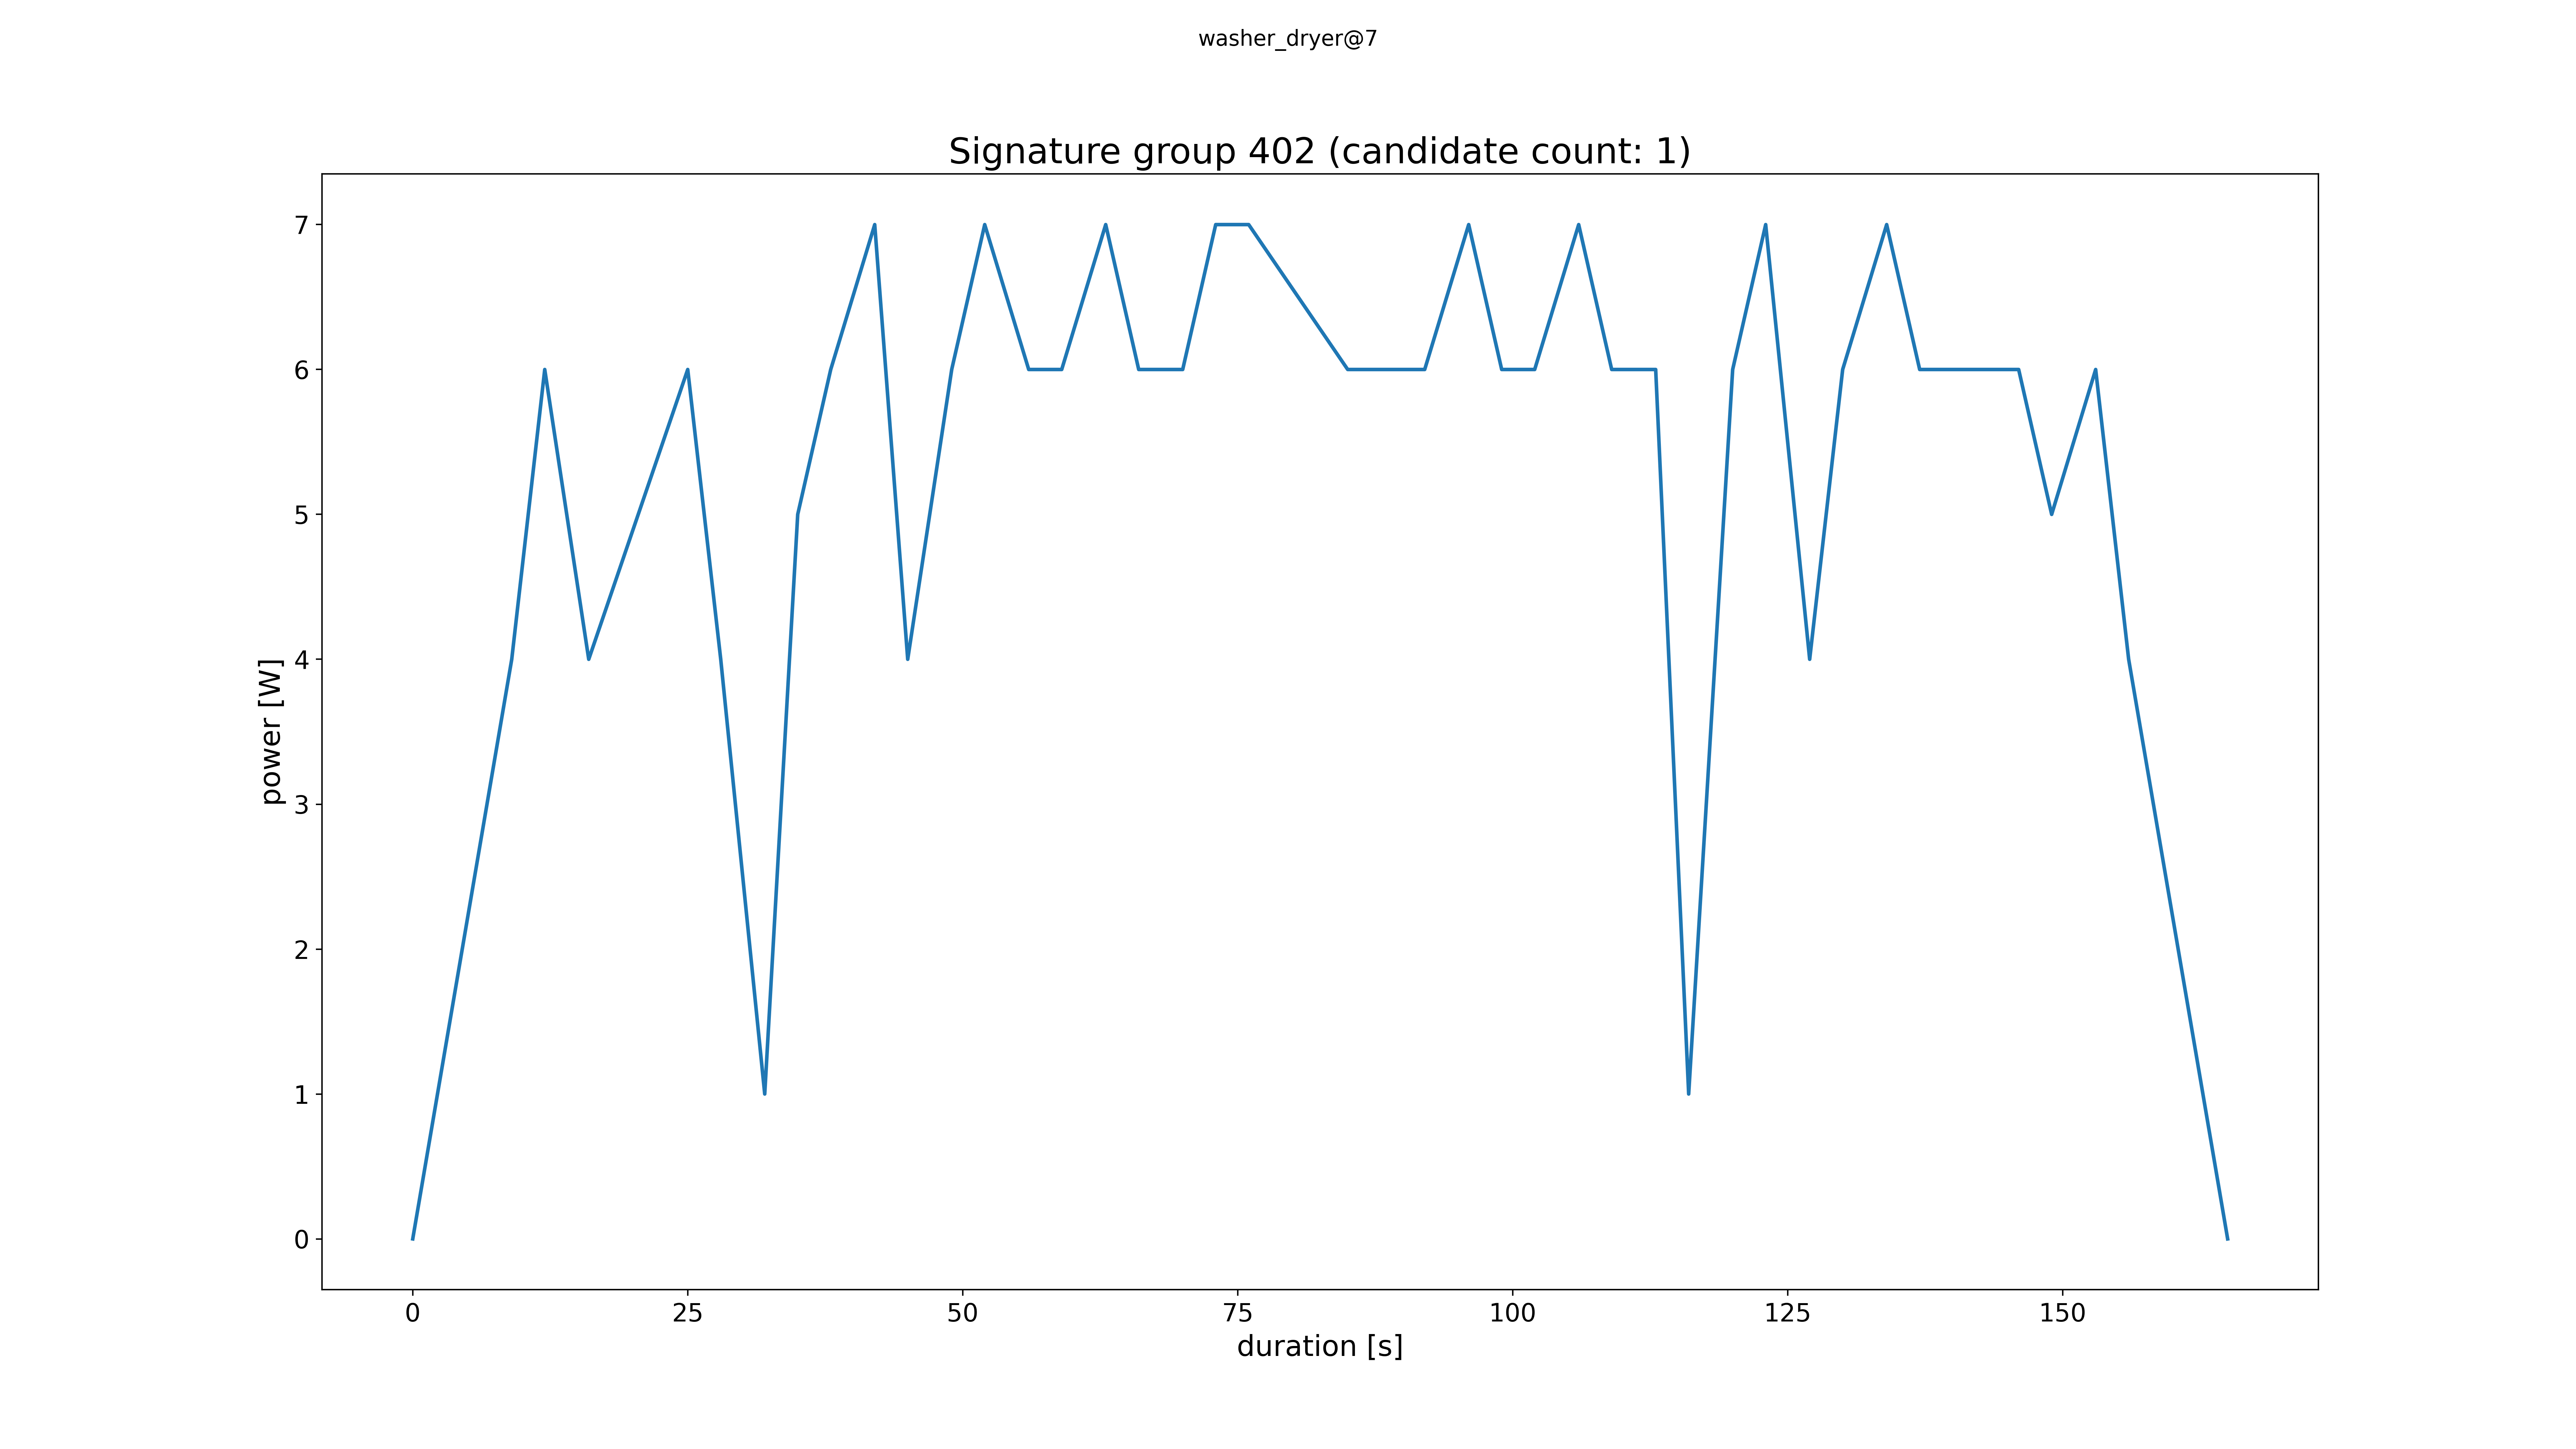 washer_dryer@7
Signature group 402 (candidate count: 1)
power [W]
7
6
5
4
3
2
1
0
0 25 50 75 100 125 150
duration [s]